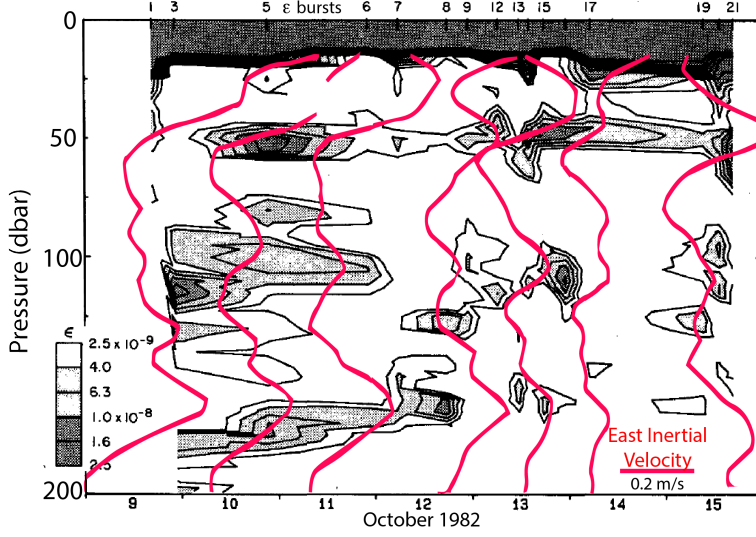 1 3 5 ε bursts 6 7 8 9 12 13 15 17 19 21
0
50
100
200
Pressure (dbar)
ϵ
2.5 x 10-9
4.0
6.3
1.0 x 10-8
1.6
2.5
East Inertial
Velocity
0.2 m/s
9 10 11 12 13 14 15
October 1982